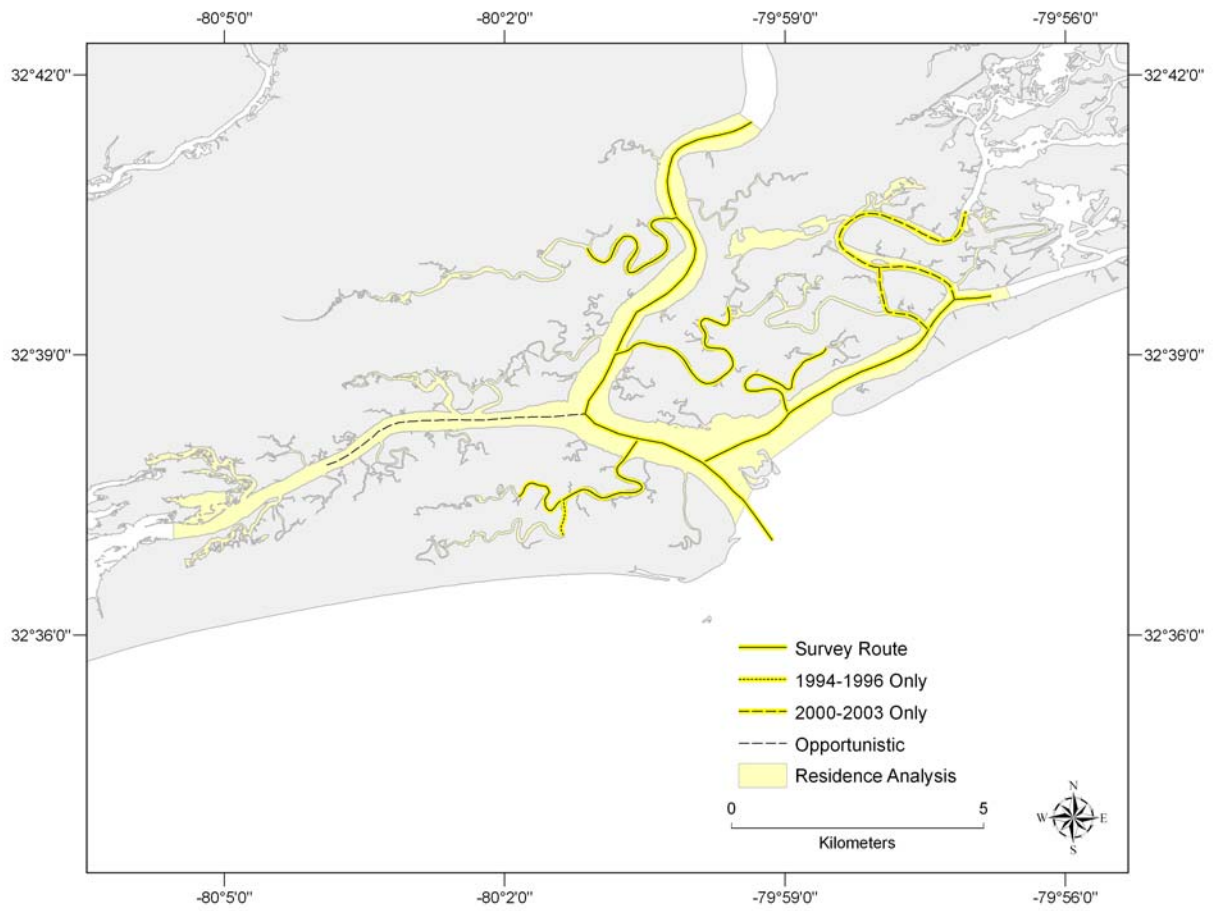 -80°5'0" -80°2'0" -79°59'0" -79°56'0"
32°42'0" 32°42'0"
32°39'0" 32°39'0"
32°36'0" 32°36'0"
Survey Route
1994-1996 Only
2000-2003 Only
Opportunistic
Residence Analysis
0 5
Kilometers
N
W E
S
-80°5'0" -80°2'0" -79°59'0" -79°56'0"